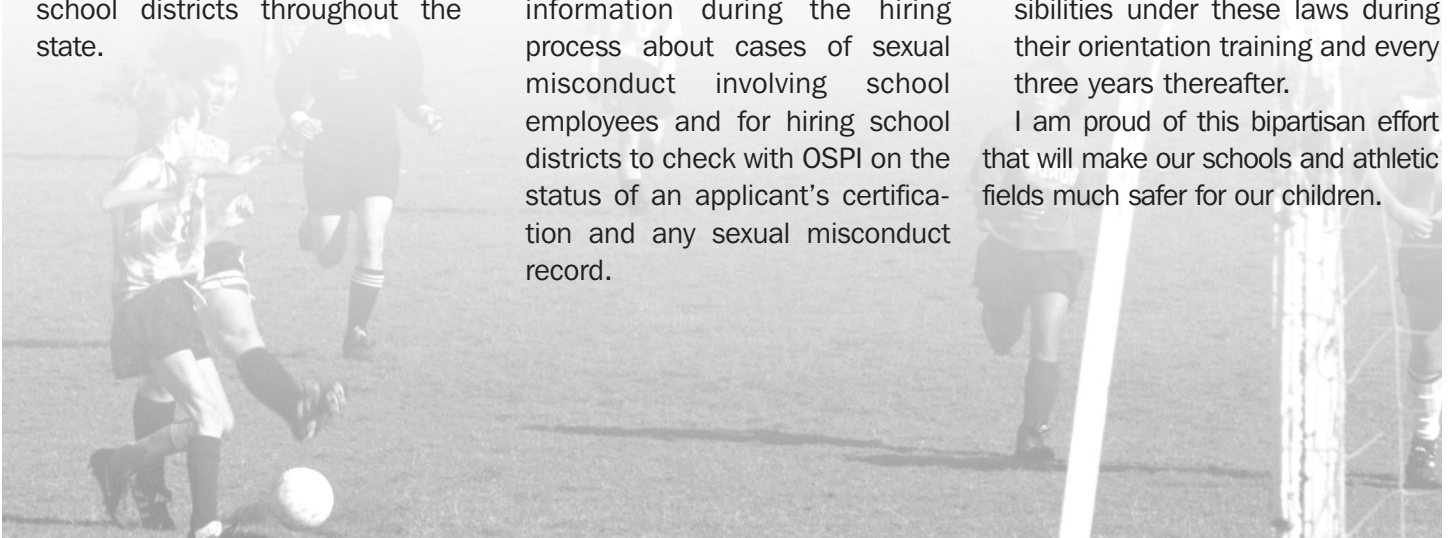 school districts throughout the
state.
information during the hiring
process about cases of sexual
misconduct involving school
employees and for hiring school
districts to check with OSPI on the
status of an applicant's certifica-
tion and any sexual misconduct
record.
sibilities under these laws during
their orientation training and every
three years thereafter.
I am proud of this bipartisan effort
that will make our schools and athletic
fields much safer for our children.